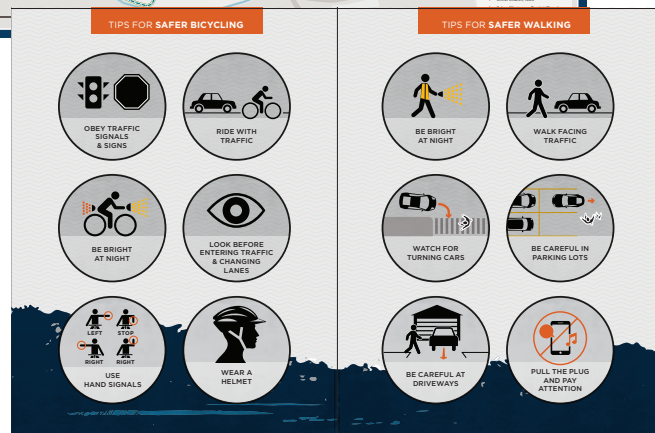 TIPS FOR SAFER BICYCLING
OBEY TRAFFIC
SIGNALS
& SIGNS
RIDE WITH
TRAFFIC
BE BRIGHT
AT NIGHT
LOOK BEFORE
ENTERING TRAFFIC
& CHANGING
LANES
LEFT
STOP
RIGHT
RIGHT
USE
HAND SIGNALS
WEAR A
HELMET
TIPS FOR SAFER WALKING
BE BRIGHT
AT NIGHT
WALK FACING
TRAFFIC
WATCH FOR
TURNING CARS
BE CAREFUL IN
PARKING LOTS
BE CAREFUL AT
DRIVEWAYS
PULL THE PLUG
AND PAY
ATTENTION